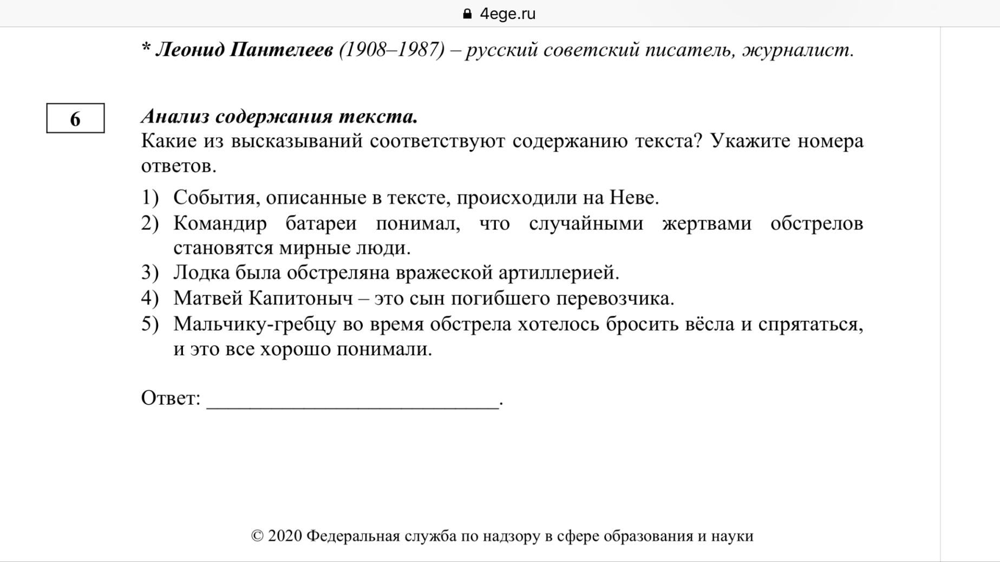 4ege.ru
* Леонид Пантелеев (1908–1987) – русский советский писатель, журналист.
6
Анализ содержания текста.
Какие из высказываний соответствуют содержанию текста? Укажите номера
ответов.
1) События, описанные в тексте, происходили на Неве.
2) Командир батареи понимал, что случайными жертвами обстрелов
становятся мирные люди.
3) Лодка была обстреляна вражеской артиллерией.
4) Матвей Капитоныч – это сын погибшего перевозчика.
5) Мальчику-гребцу во время обстрела хотелось бросить вёсла и спрятаться,
и это все хорошо понимали.
Ответ: ___________________________.
© 2020 Федеральная служба по надзору в сфере образования и науки